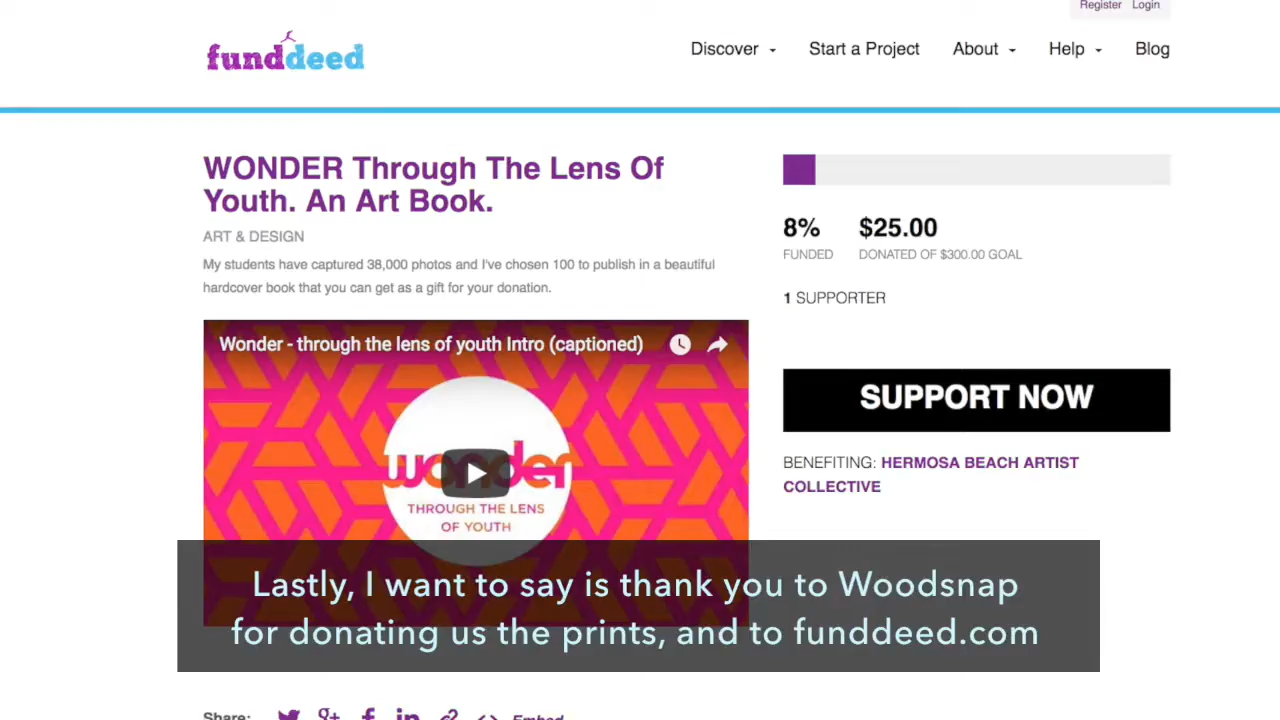 Register Login
funddeed
Discover Start a Project About Help Blog
WONDER Through The Lens Of
Youth. An Art Book.
ART & DESIGN
My students have captured 38,000 photos and I've chosen 100 to publish in a beautiful
hardcover book that you can get as a gift for your donation.
Wonder - through the lens of youth Intro (captioned)
wonder
THROUGH THE LENS
OF YOUTH
8% $25.00
FUNDED DONATED OF $300.00 GOAL
1 SUPPORTER
SUPPORT NOW
BENEFITING: HERMOSA BEACH ARTIST
COLLECTIVE
Lastly, I want to say is thank you to Woodsnap
for donating us the prints, and to funddeed.com
Share: Embed